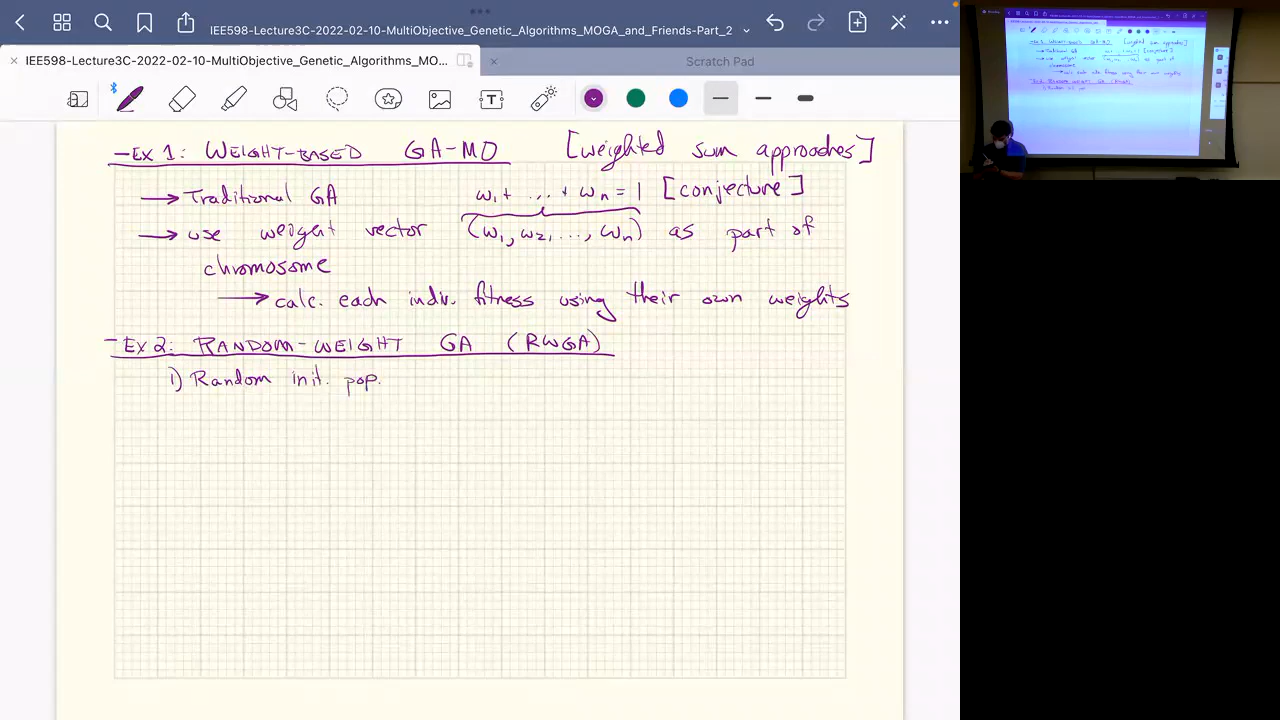 IEE598-Lecture3C-2022-02-10-MultiObjective_Genetic_Algorithms_MOGA_and_Friends-Part_2
IEE598-Lecture3C-2022-02-10-MultiObjective_Genetic_Algorithms_MOG
Scratch Pad
- EX 1: WEIGHT-BASED GA-MO [weighted sum approaches]
→ Traditional GA w1 + ... + wn = 1 [conjecture]
→ use weight vector (w1, w2, ..., wn) as part of
chromosome
→ calc. each indiv. fitness using their own weights
- EX 2: RANDOM-WEIGHT GA (RWGA)
1) Random init. pop.